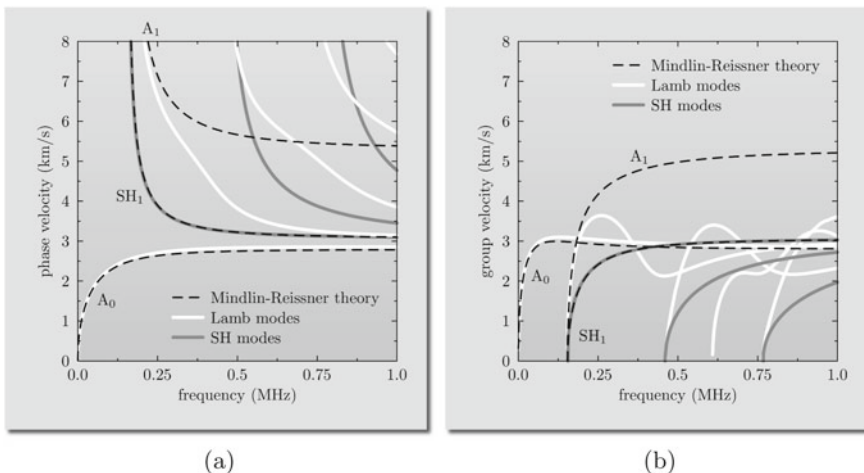 A₁
8
7
6
5
4
3
2
1
0
phase velocity (km/s)
SH₁
A₀
Mindlin-Reissner theory
Lamb modes
SH modes
0.0 0.25 0.5 0.75 1.0
frequency (MHz)
(a)
8
7
6
5
4
3
2
1
0
group velocity (km/s)
Mindlin-Reissner theory
Lamb modes
SH modes
A₁
A₀
SH₁
0.0 0.25 0.5 0.75 1.0
frequency (MHz)
(b)